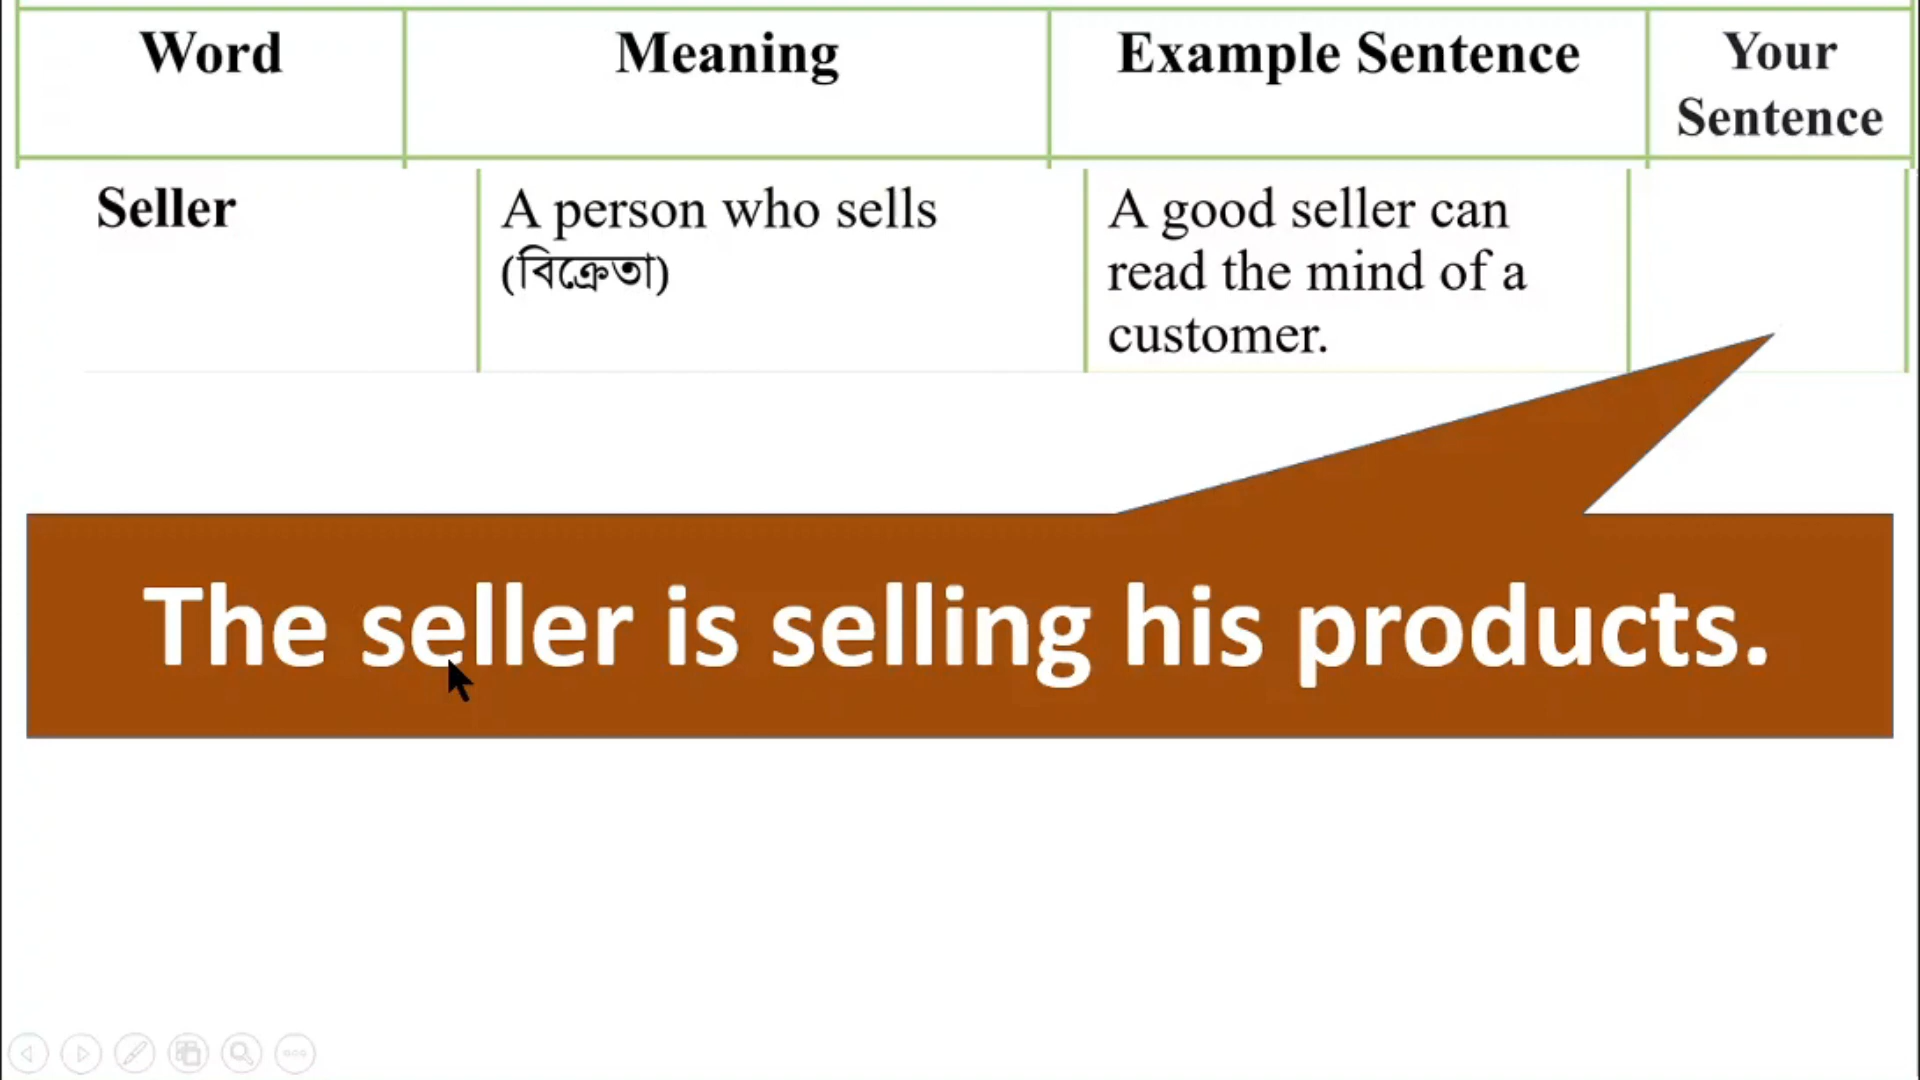 Word
Meaning
Example Sentence
Your
Sentence
Seller
A person who sells
(বিক্রেতা)
A good seller can
read the mind of a
customer.
The seller is selling his products.